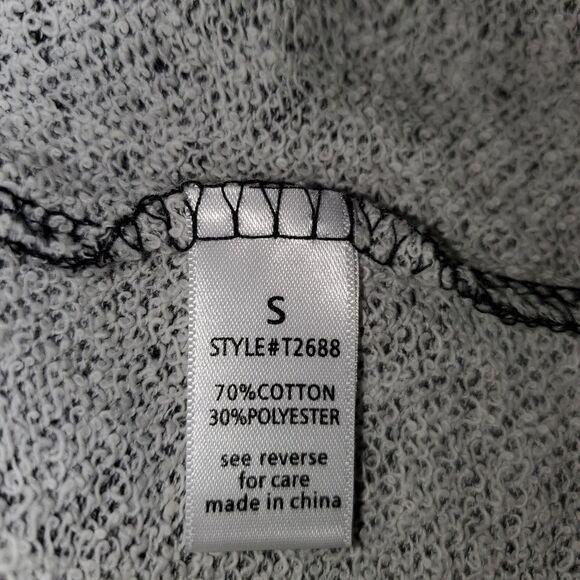 S
STYLE#T2688
70%COTTON
30%POLYESTER
see reverse
for care
made in china